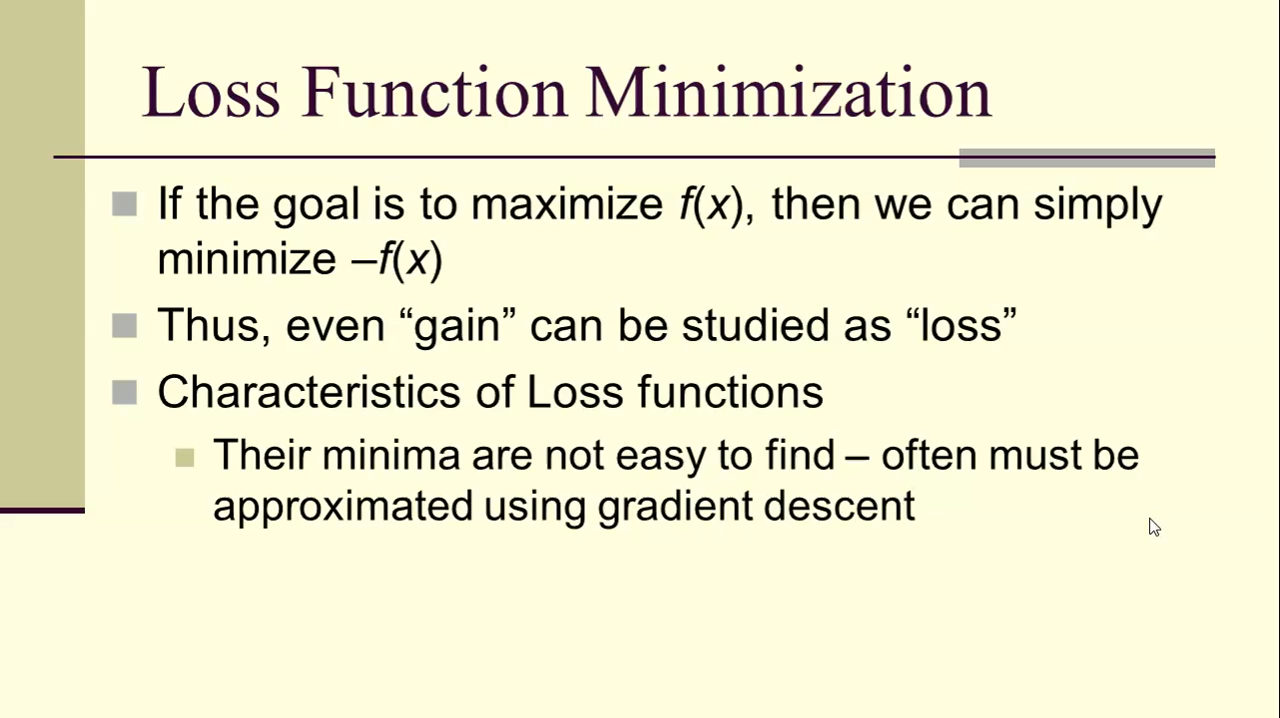 Loss Function Minimization
If the goal is to maximize f(x), then we can simply
minimize –f(x)
Thus, even “gain” can be studied as “loss”
Characteristics of Loss functions
Their minima are not easy to find – often must be
approximated using gradient descent